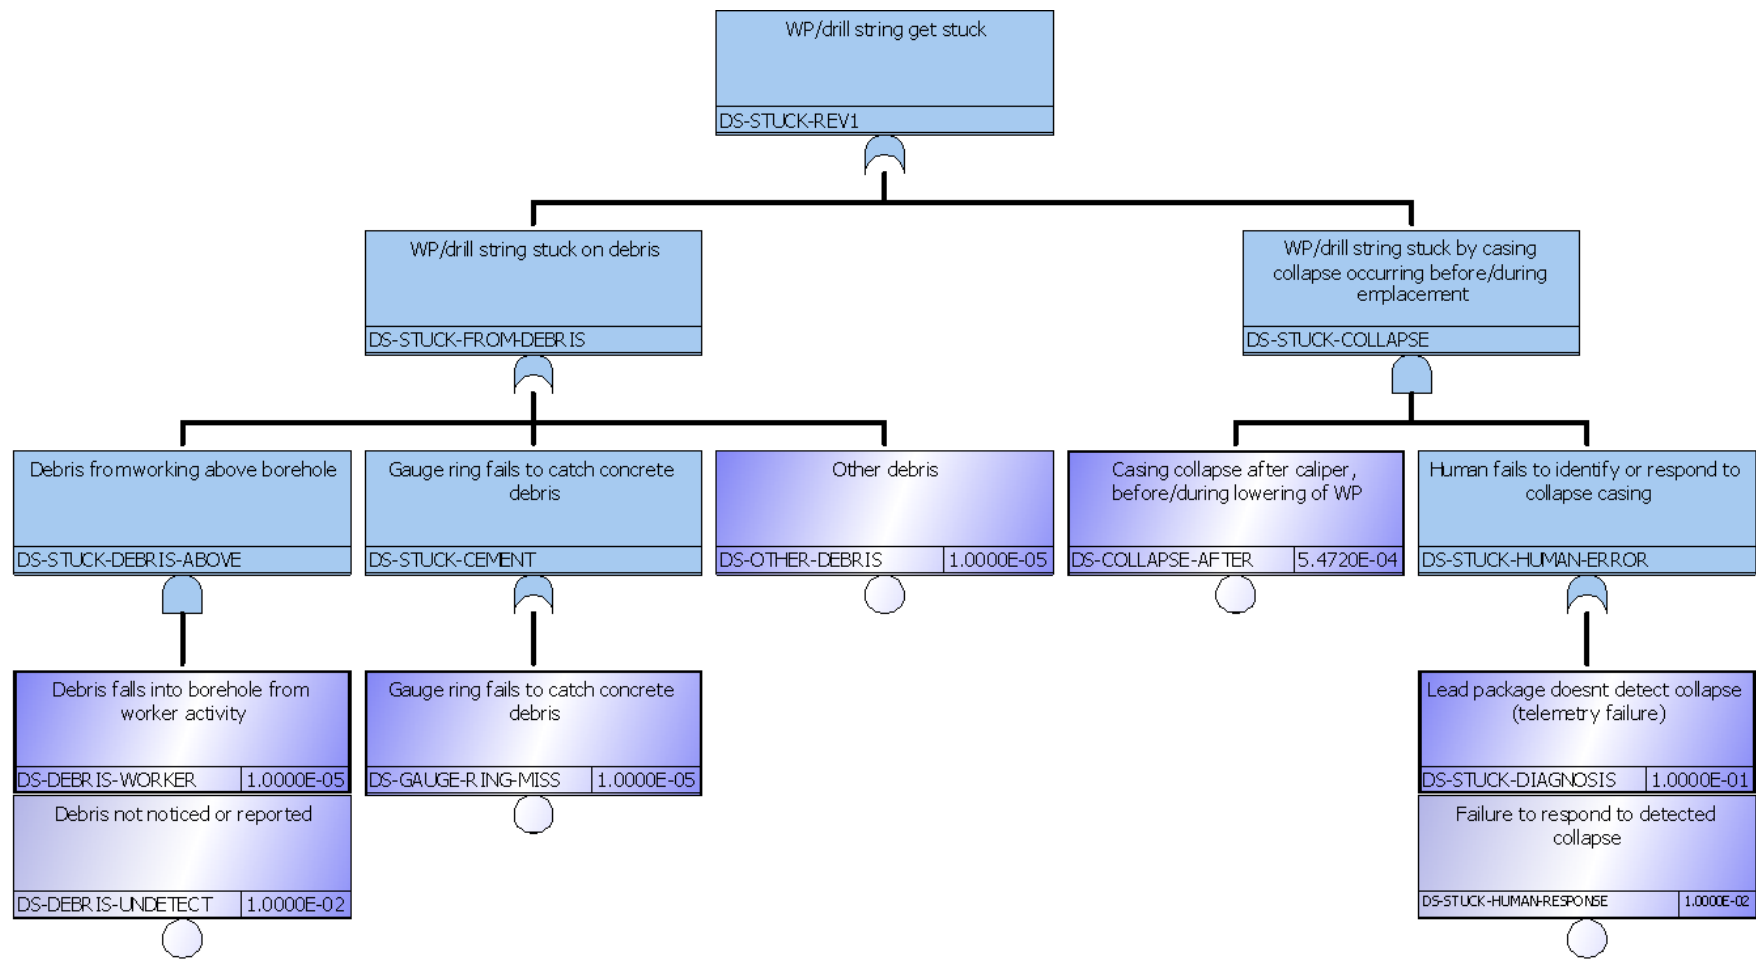 WP/drill string get stuck
DS-STUCK-REV1
WP/drill string stuck on debris
DS-STUCK-FROM-DEBRIS
WP/drill string stuck by casing
collapse occurring before/during
emplacement
DS-STUCK-COLLAPSE
Debris from working above borehole
DS-STUCK-DEBRIS-ABOVE
Gauge ring fails to catch concrete
debris
DS-STUCK-CEMENT
Other debris
DS-OTHER-DEBRIS 1.0000E-05
Casing collapse after caliper,
before/during lowering of WP
DS-COLLAPSE-AFTER 5.4720E-04
Human fails to identify or respond to
collapse casing
DS-STUCK-HUMAN-ERROR
Debris falls into borehole from
worker activity
DS-DEBRIS-WORKER 1.0000E-05
Debris not noticed or reported
DS-DEBRIS-UNDETECT 1.0000E-02
Gauge ring fails to catch concrete
debris
DS-GAUGE-RING-MISS 1.0000E-05
Lead package doesnt detect collapse
(telemetry failure)
DS-STUCK-DIAGNOSIS 1.0000E-01
Failure to respond to detected
collapse
DS-STUCK-HUMAN-RESPONSE 1.0000E-02